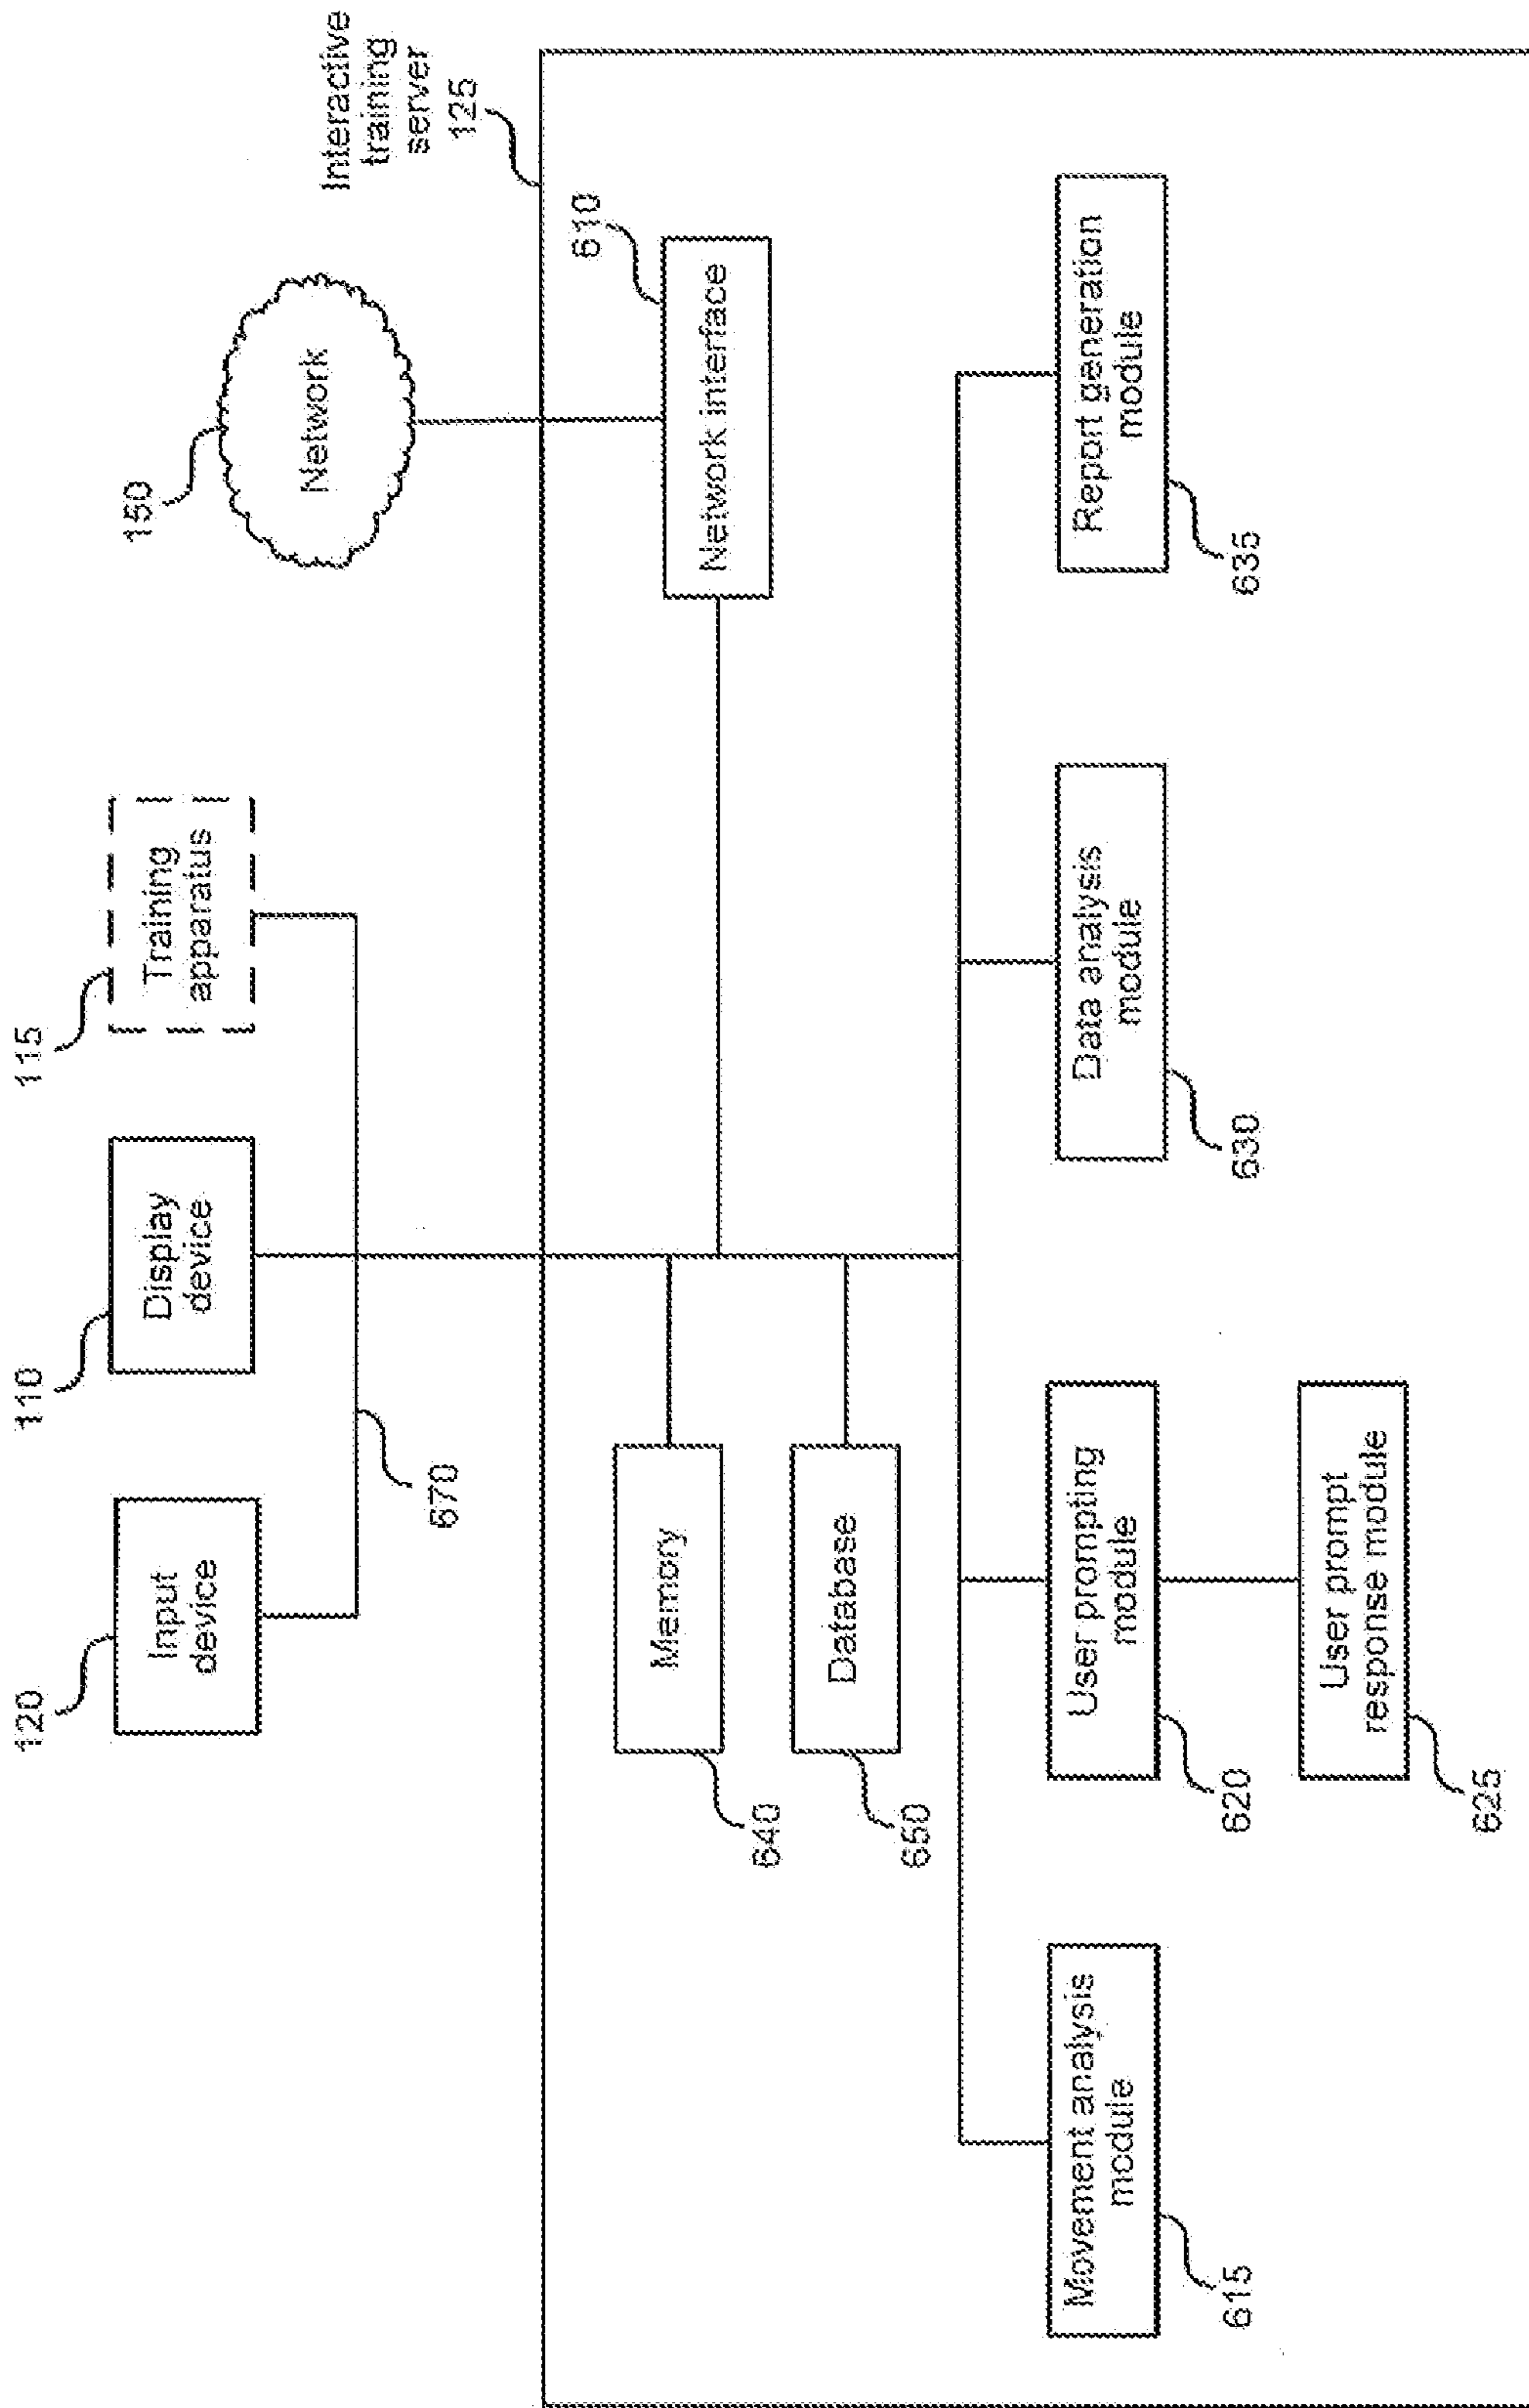 120
Input
device
110
Display
device
115
Training
apparatus
150
Network
Interactive
training
server
125
670
610
Network interface
Memory
640
Database
650
Movement analysis
module
615
User prompting
module
620
User prompt
response module
625
Data analysis
module
630
Report generation
module
635